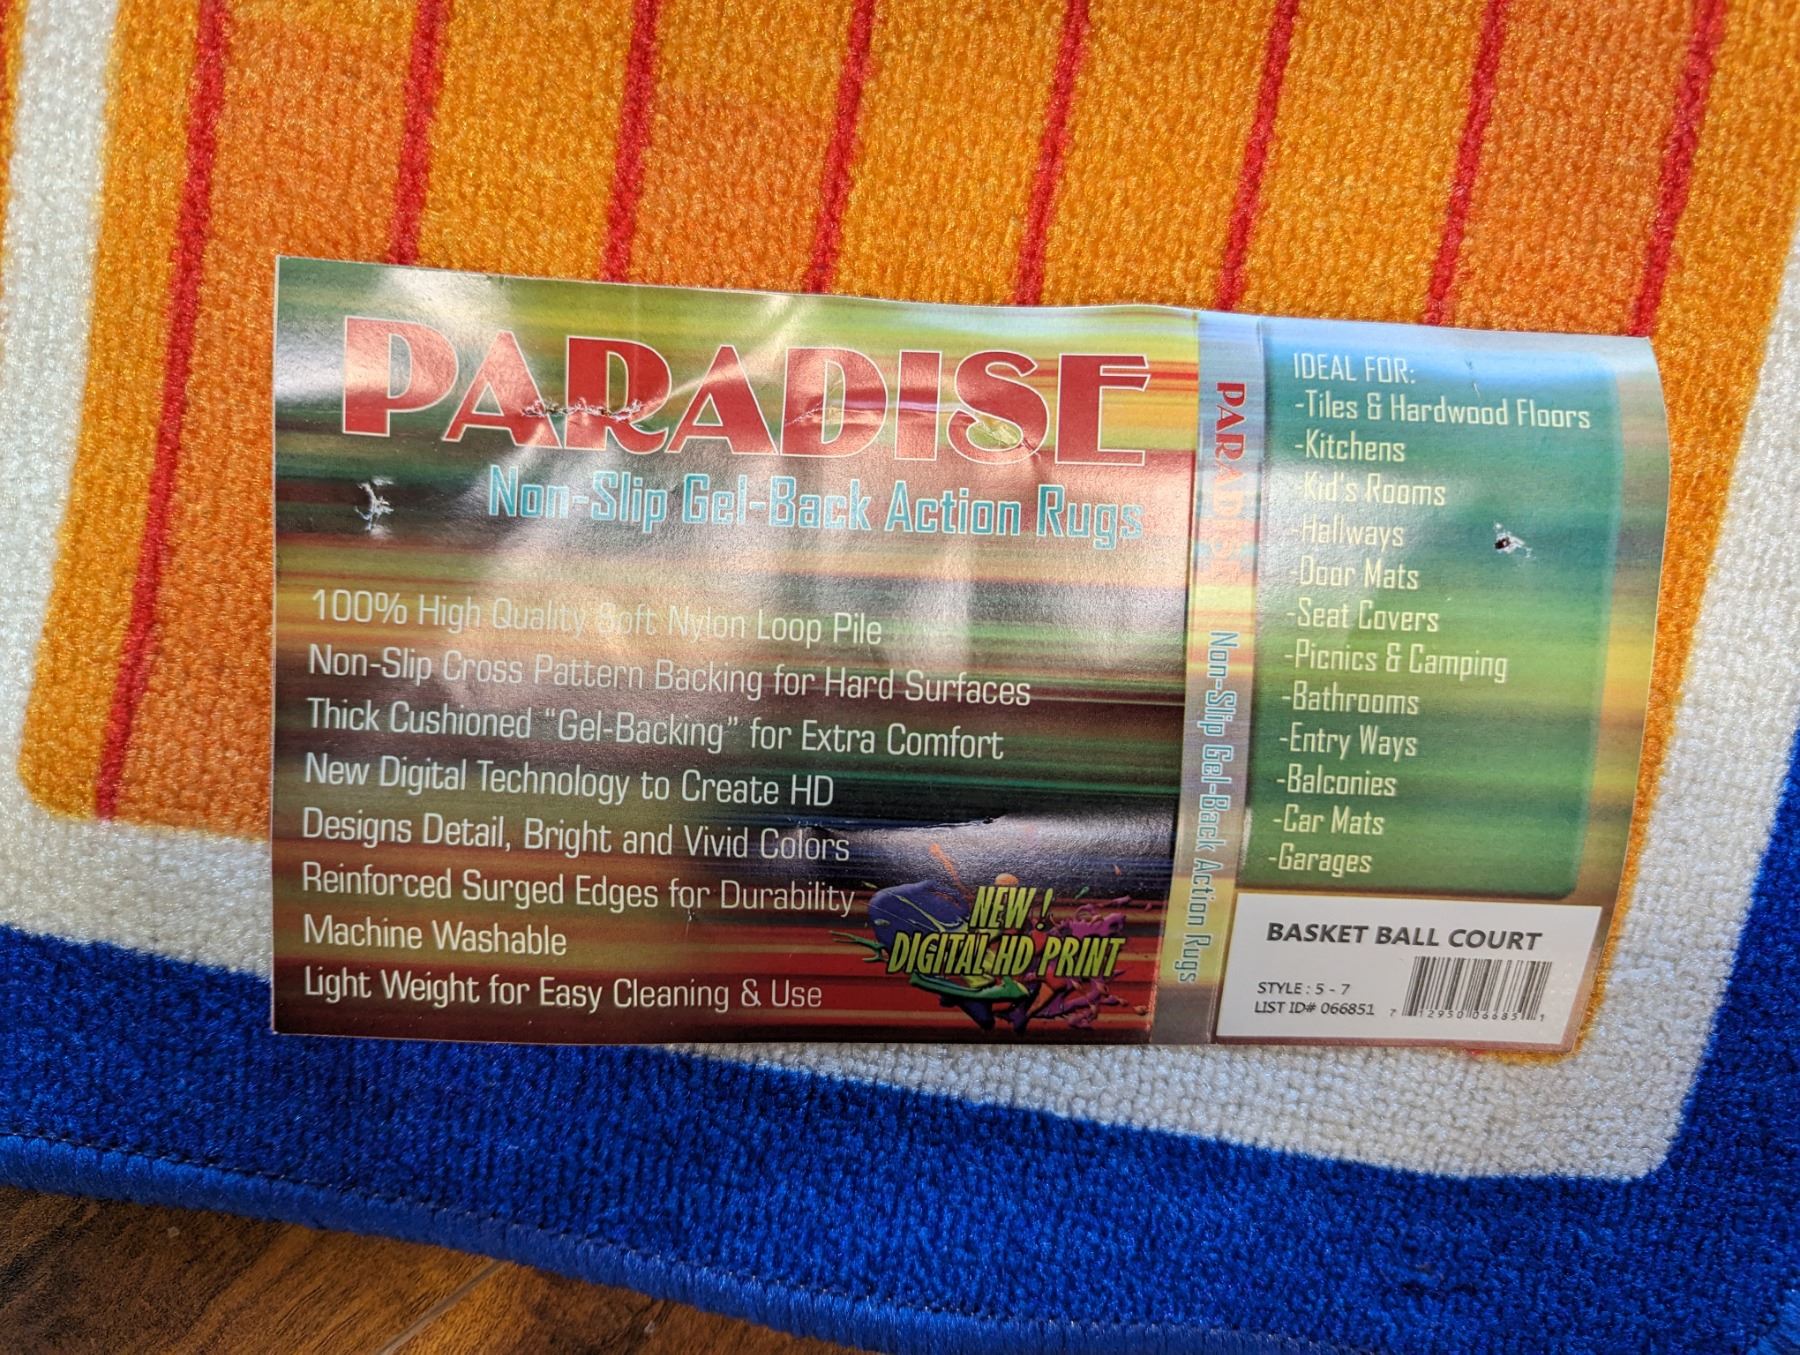 PARADISE
Non-Slip Gel-Back Action Rugs
100% High Quality Soft Nylon Loop Pile
Non-Slip Cross Pattern Backing for Hard Surfaces
Thick Cushioned “Gel-Backing” for Extra Comfort
New Digital Technology to Create HD
Designs Detail, Bright and Vivid Colors
Reinforced Surged Edges for Durability
Machine Washable
Light Weight for Easy Cleaning & Use
NEW !
DIGITAL HD PRINT
PARADISE
Non-Slip Gel-Back Action Rugs
IDEAL FOR:
-Tiles & Hardwood Floors
-Kitchens
-Kid's Rooms
-Hallways
-Door Mats
-Seat Covers
-Picnics & Camping
-Bathrooms
-Entry Ways
-Balconies
-Car Mats
-Garages
BASKET BALL COURT
STYLE : 5 - 7
LIST ID# 066851
7 12950 06685 1